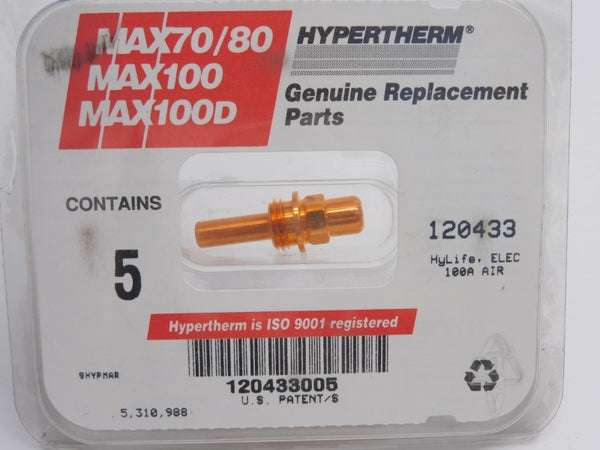 MAX70/80
MAX100
MAX100D
HYPERTHERM®
Genuine Replacement
Parts
CONTAINS
5
120433
HyLife, ELEC
100A AIR
Hypertherm is ISO 9001 registered
9HYPMAR
120433005
U.S. PATENT/S
5,310,988